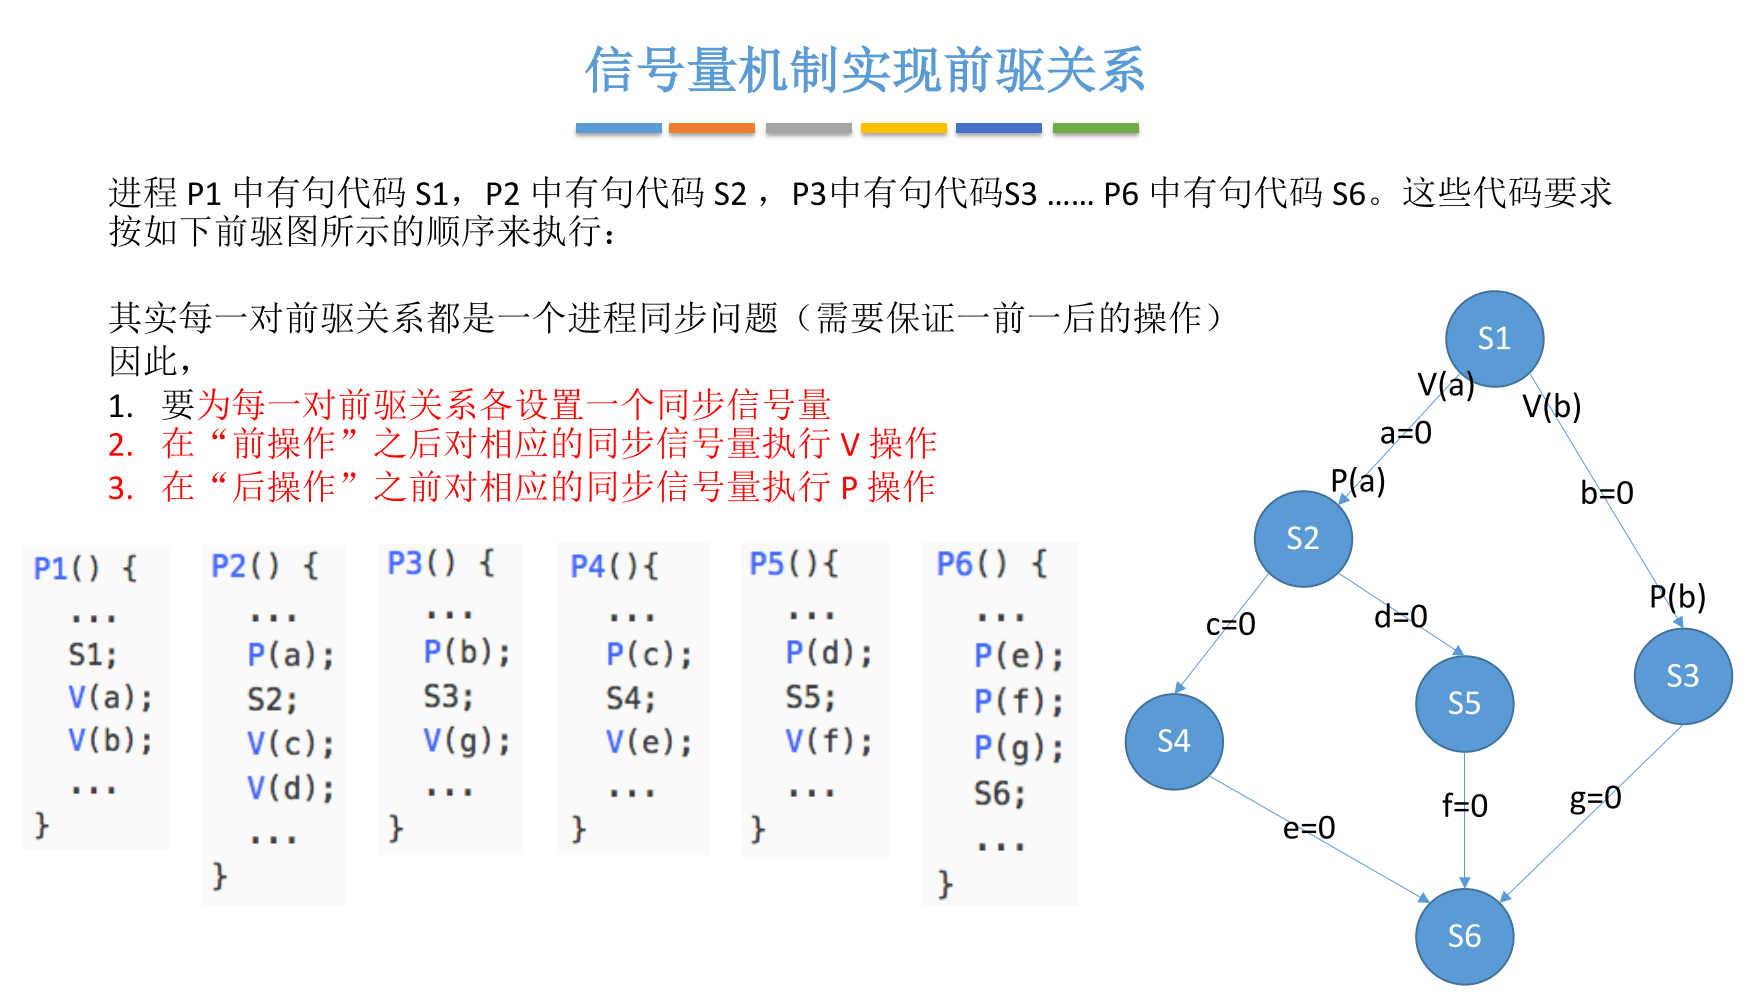 信号量机制实现前驱关系
进程 P1 中有句代码 S1，P2 中有句代码 S2 ，P3中有句代码S3 …… P6 中有句代码 S6。这些代码要求
按如下前驱图所示的顺序来执行：
其实每一对前驱关系都是一个进程同步问题（需要保证一前一后的操作）
因此，
1. 要为每一对前驱关系各设置一个同步信号量
2. 在“前操作”之后对相应的同步信号量执行 V 操作
3. 在“后操作”之前对相应的同步信号量执行 P 操作
P1() {
...
S1;
V(a);
V(b);
...
}
P2() {
...
P(a);
S2;
V(c);
V(d);
...
}
P3() {
...
P(b);
S3;
V(g);
...
}
P4(){
...
P(c);
S4;
V(e);
...
}
P5(){
...
P(d);
S5;
V(f);
...
}
P6() {
...
P(e);
P(f);
P(g);
S6;
...
}
S1
V(a)
V(b)
a=0
P(a)
b=0
S2
P(b)
c=0
d=0
S3
S5
S4
g=0
f=0
e=0
S6